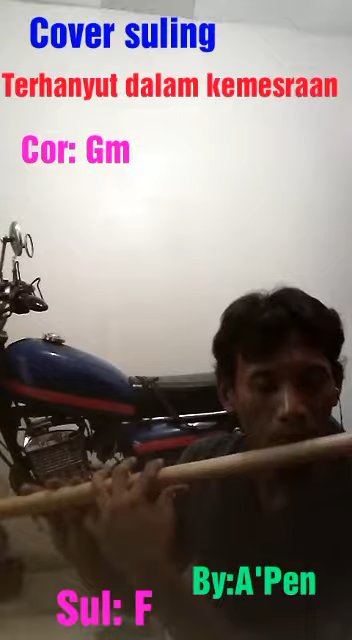 Cover suling
Terhanyut dalam kemesraan
Cor: Gm
By:A'Pen
Sul: F